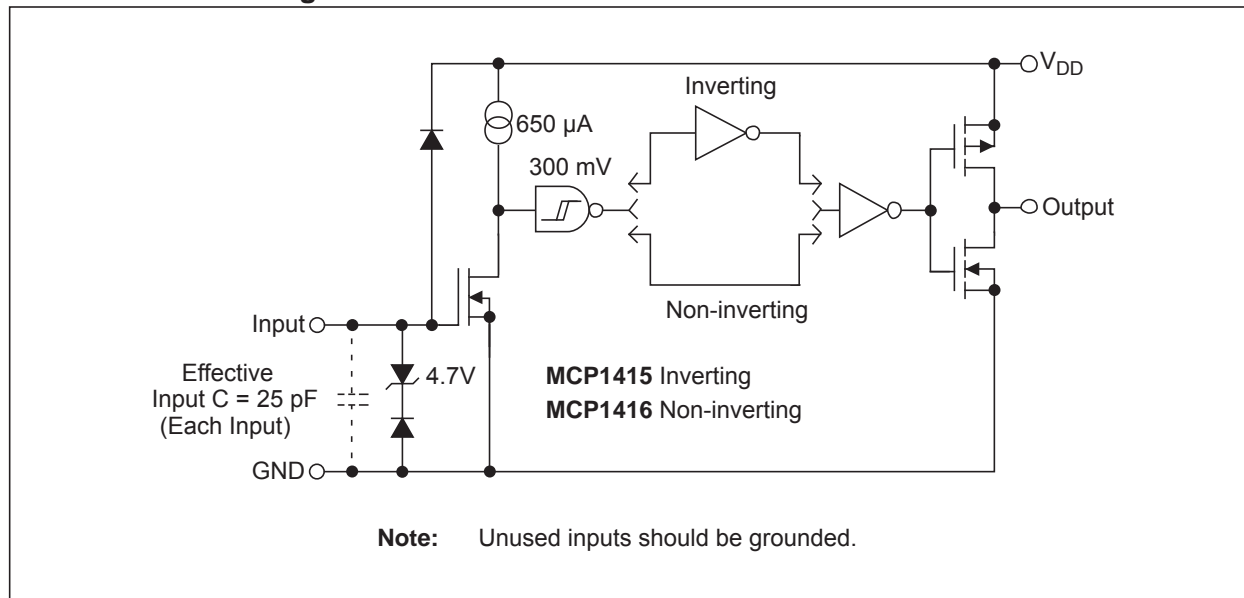 VDD
Inverting
650 µA
300 mV
Output
Non-inverting
Input
4.7V
Effective
Input C = 25 pF
(Each Input)
MCP1415 Inverting
MCP1416 Non-inverting
GND
Note: Unused inputs should be grounded.